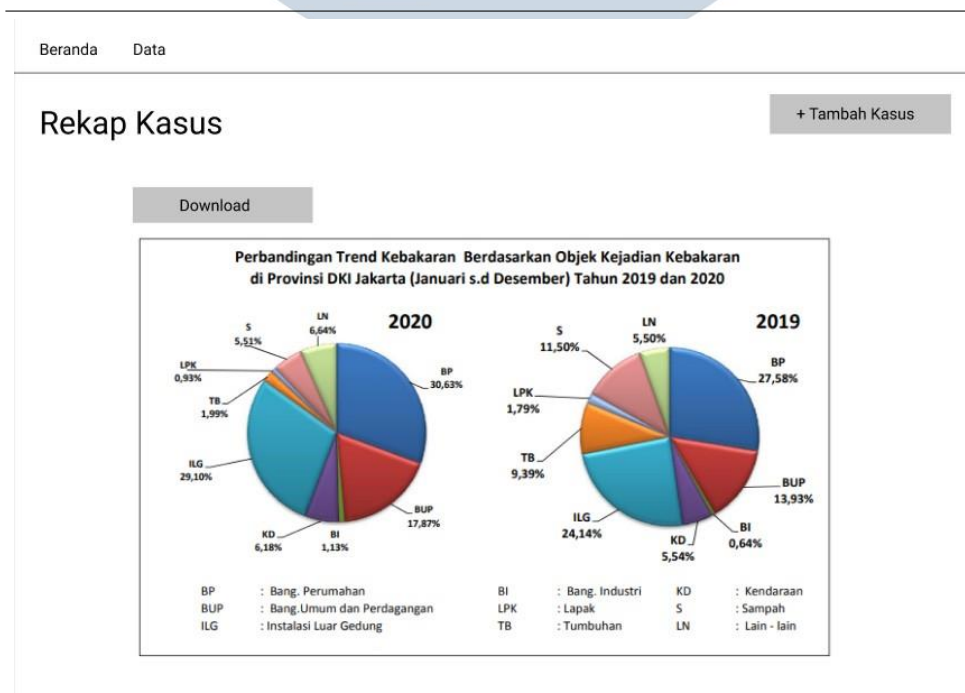 Beranda Data
Rekap Kasus
+ Tambah Kasus
Download
Perbandingan Trend Kebakaran Berdasarkan Objek Kejadian Kebakaran
di Provinsi DKI Jakarta (Januari s.d Desember) Tahun 2019 dan 2020
2020
LN
6,64%
S
5,51%
LPK
0,93%
TB
1,99%
ILG
29,10%
KD
6,18%
BI
1,13%
BUP
17,87%
BP
30,63%
2019
LN
5,50%
S
11,50%
LPK
1,79%
TB
9,39%
ILG
24,14%
KD
5,54%
BI
0,64%
BUP
13,93%
BP
27,58%
BP : Bang. Perumahan BI : Bang. Industri KD : Kendaraan
BUP : Bang.Umum dan Perdagangan LPK : Lapak S : Sampah
ILG : Instalasi Luar Gedung TB : Tumbuhan LN : Lain - lain